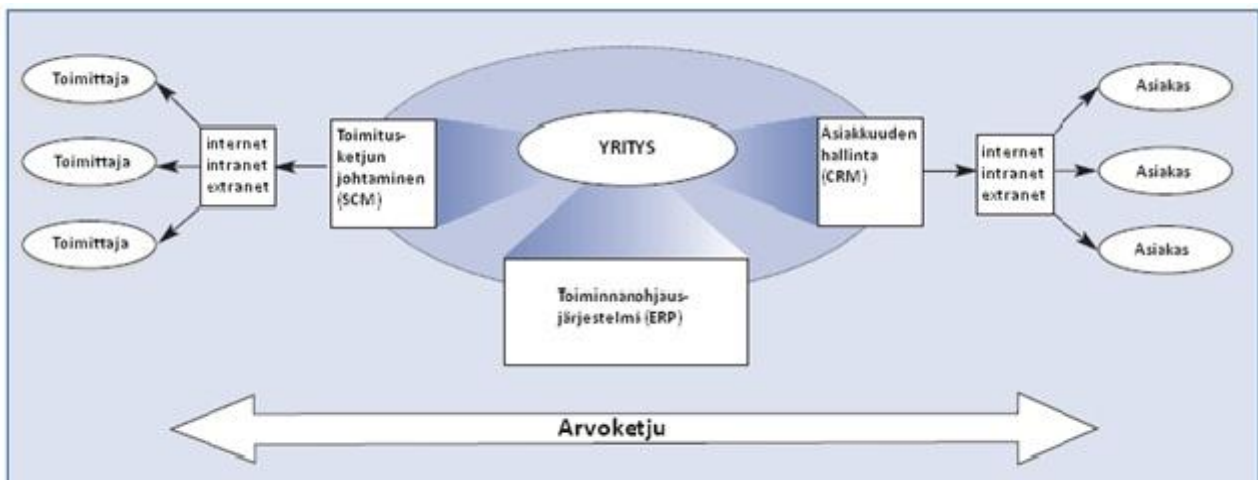 Toimittaja
Toimittaja
Toimittaja
internet
intranet
extranet
Toimitus-
ketjun
johtaminen
(SCM)
YRITYS
Toiminnanohjaus-
järjestelmi (ERP)
Asiakkuuden
hallinta
(CRM)
internet
intranet
extranet
Asiakas
Asiakas
Asiakas
Arvoketju